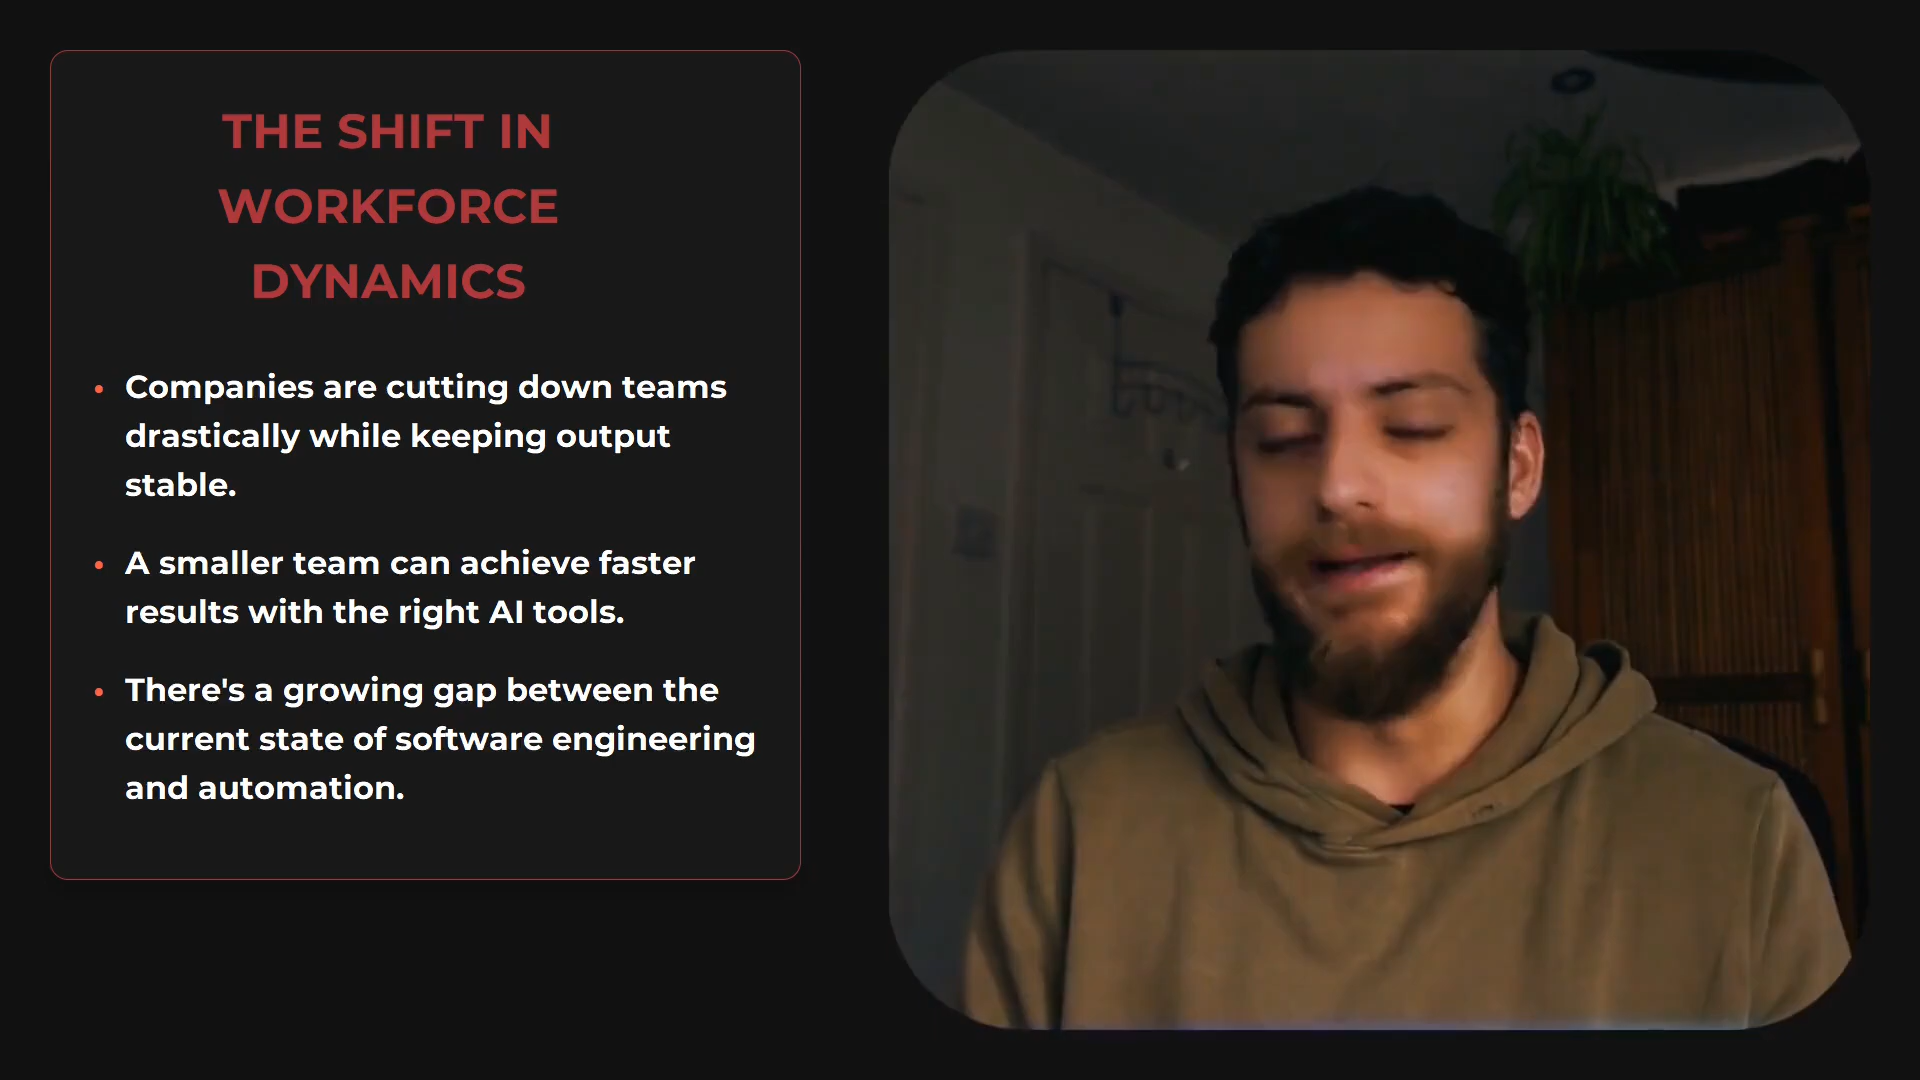 THE SHIFT IN
WORKFORCE
DYNAMICS
• Companies are cutting down teams
drastically while keeping output
stable.
• A smaller team can achieve faster
results with the right AI tools.
• There's a growing gap between the
current state of software engineering
and automation.